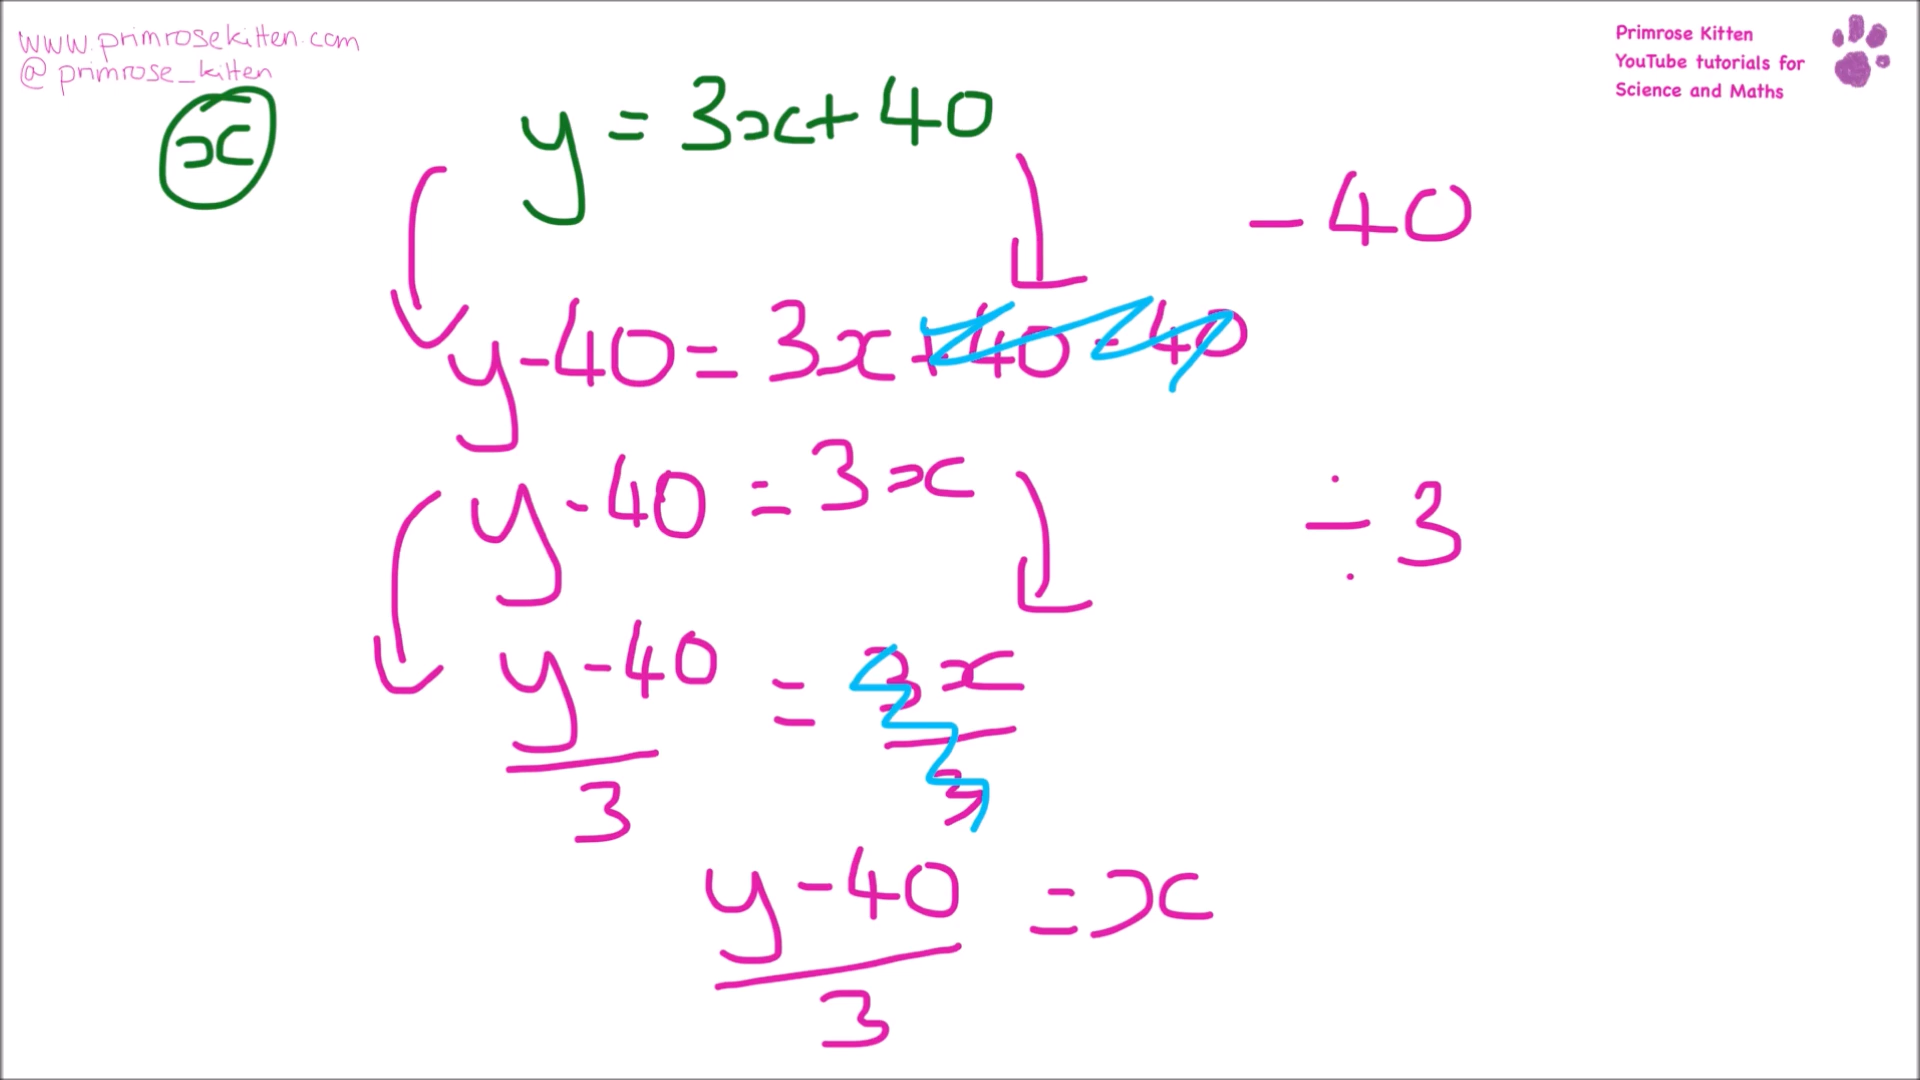 www.primrosekitten.com
@primrose_kitten
Primrose Kitten
YouTube tutorials for
Science and Maths
x
y = 3x + 40
- 40
y - 40 = 3x + 40 - 40
y - 40 = 3x
÷ 3
y - 40 = 3x
3 3
y - 40 = x
3